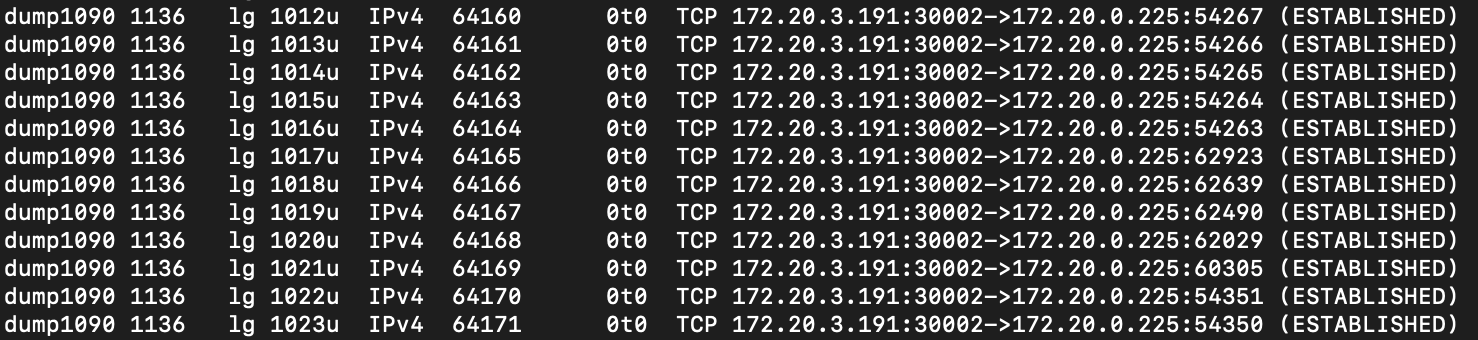 dump1090 1136   lg 1012u  IPv4  64160      0t0  TCP 172.20.3.191:30002->172.20.0.225:54267 (ESTABLISHED)
dump1090 1136   lg 1013u  IPv4  64161      0t0  TCP 172.20.3.191:30002->172.20.0.225:54266 (ESTABLISHED)
dump1090 1136   lg 1014u  IPv4  64162      0t0  TCP 172.20.3.191:30002->172.20.0.225:54265 (ESTABLISHED)
dump1090 1136   lg 1015u  IPv4  64163      0t0  TCP 172.20.3.191:30002->172.20.0.225:54264 (ESTABLISHED)
dump1090 1136   lg 1016u  IPv4  64164      0t0  TCP 172.20.3.191:30002->172.20.0.225:54263 (ESTABLISHED)
dump1090 1136   lg 1017u  IPv4  64165      0t0  TCP 172.20.3.191:30002->172.20.0.225:62923 (ESTABLISHED)
dump1090 1136   lg 1018u  IPv4  64166      0t0  TCP 172.20.3.191:30002->172.20.0.225:62639 (ESTABLISHED)
dump1090 1136   lg 1019u  IPv4  64167      0t0  TCP 172.20.3.191:30002->172.20.0.225:62490 (ESTABLISHED)
dump1090 1136   lg 1020u  IPv4  64168      0t0  TCP 172.20.3.191:30002->172.20.0.225:62029 (ESTABLISHED)
dump1090 1136   lg 1021u  IPv4  64169      0t0  TCP 172.20.3.191:30002->172.20.0.225:60305 (ESTABLISHED)
dump1090 1136   lg 1022u  IPv4  64170      0t0  TCP 172.20.3.191:30002->172.20.0.225:54351 (ESTABLISHED)
dump1090 1136   lg 1023u  IPv4  64171      0t0  TCP 172.20.3.191:30002->172.20.0.225:54350 (ESTABLISHED)